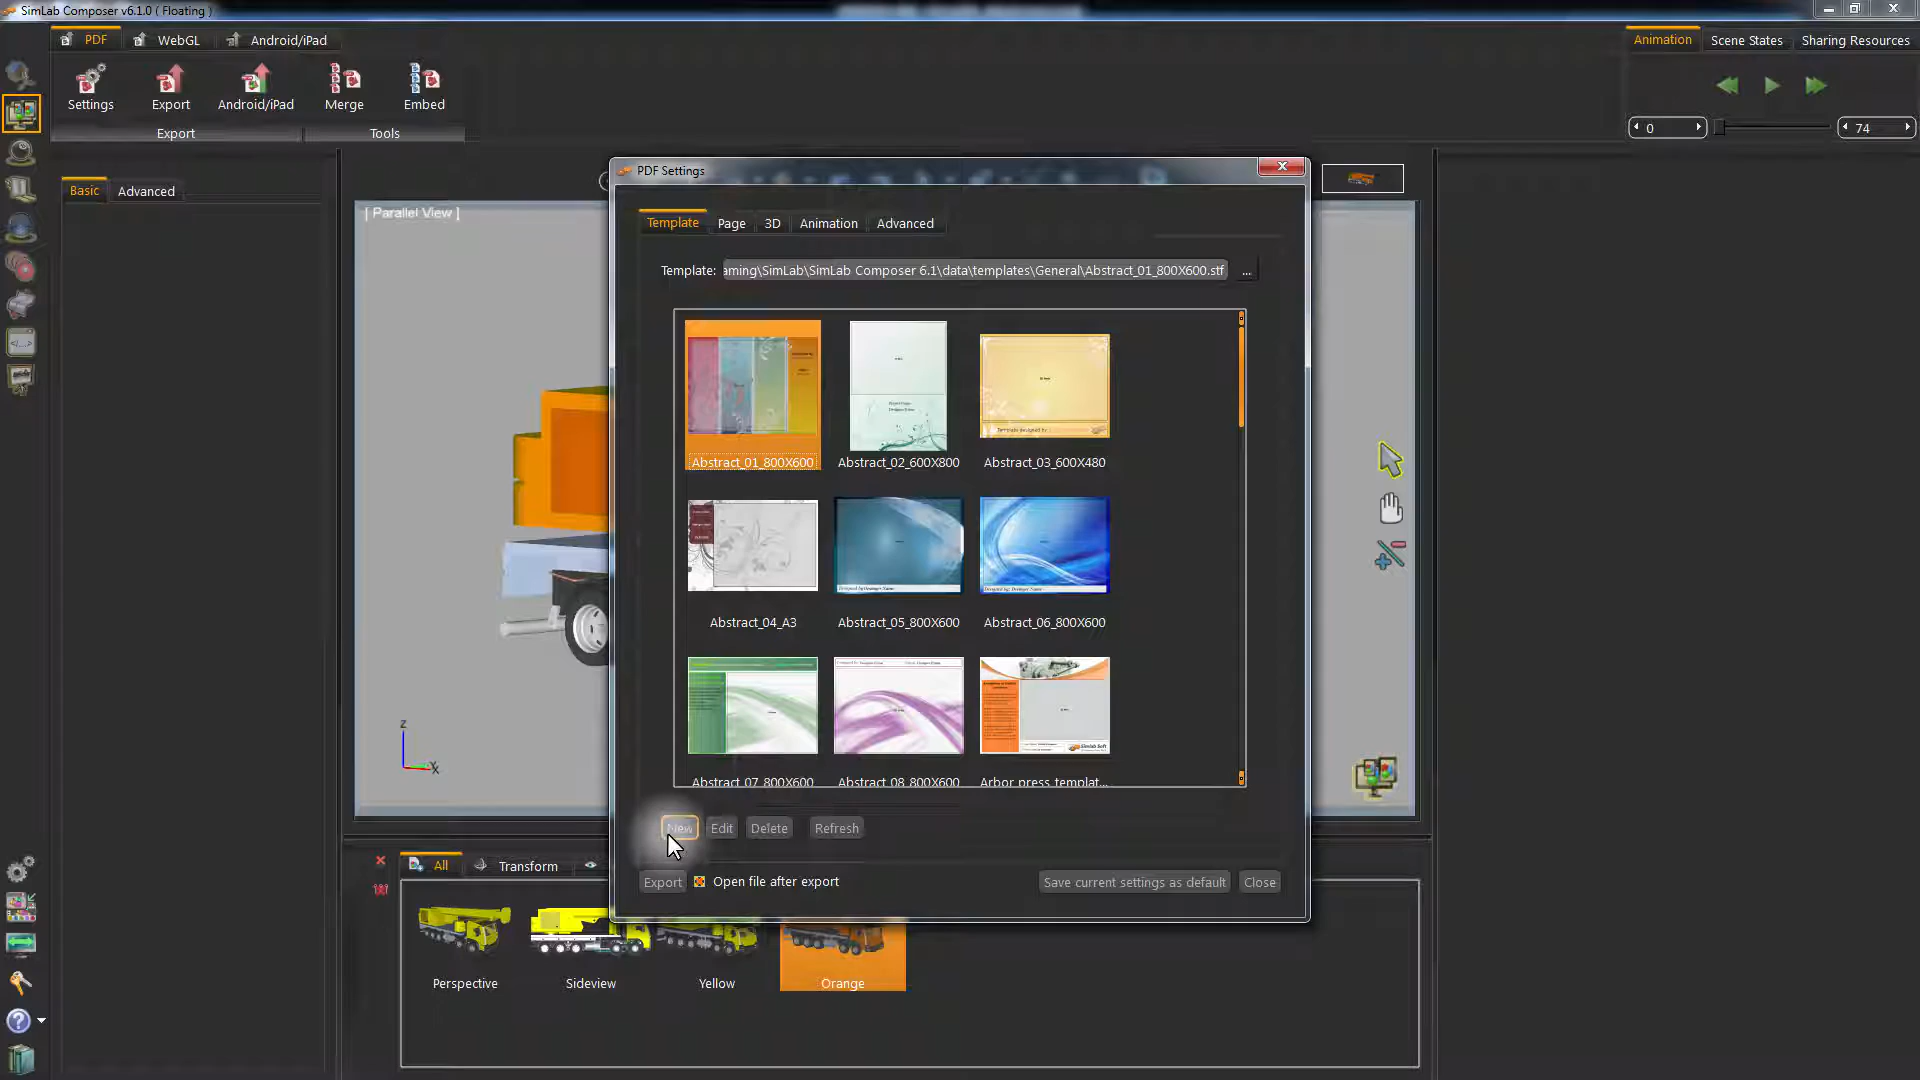 SimLab Composer v6.1.0 ( Floating )
PDF
WebGL
Android/iPad
Animation
Scene States
Sharing Resources
Settings
Export
Android/iPad
Merge
Embed
Export
Tools
0
74
Basic
Advanced
[ Parallel View ]
PDF Settings
Template
Page
3D
Animation
Advanced
Template:
aming\SimLab\SimLab Composer 6.1\data\templates\General\Abstract_01_800X600.stf
...
Abstract_01_800X600
Abstract_02_600X800
Abstract_03_600X480
Abstract_04_A3
Abstract_05_800X600
Abstract_06_800X600
Abstract_07_800X600
Abstract_08_800X600
Arbor press templat...
New
Edit
Delete
Refresh
Export
Open file after export
Save current settings as default
Close
Z
X
All
Transform
Perspective
Sideview
Yellow
Orange